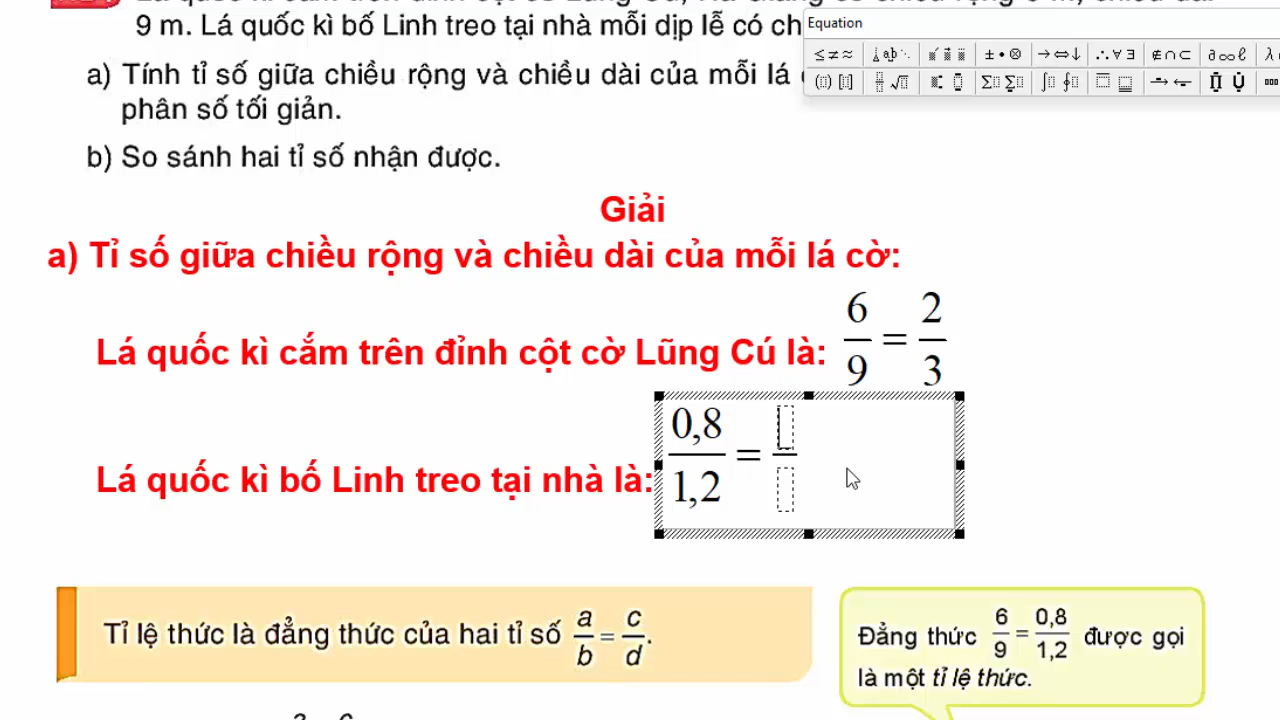 9 m. Lá quốc kì bố Linh treo tại nhà mỗi dịp lễ có ch
Equation
a) Tính tỉ số giữa chiều rộng và chiều dài của mỗi lá
phân số tối giản.
b) So sánh hai tỉ số nhận được.
Giải
a) Tỉ số giữa chiều rộng và chiều dài của mỗi lá cờ:
Lá quốc kì cắm trên đỉnh cột cờ Lũng Cú là: 6/9 = 2/3
Lá quốc kì bố Linh treo tại nhà là: 0,8/1,2 =
Tỉ lệ thức là đẳng thức của hai tỉ số a/b = c/d.
Đẳng thức 6/9 = 0,8/1,2 được gọi
là một tỉ lệ thức.